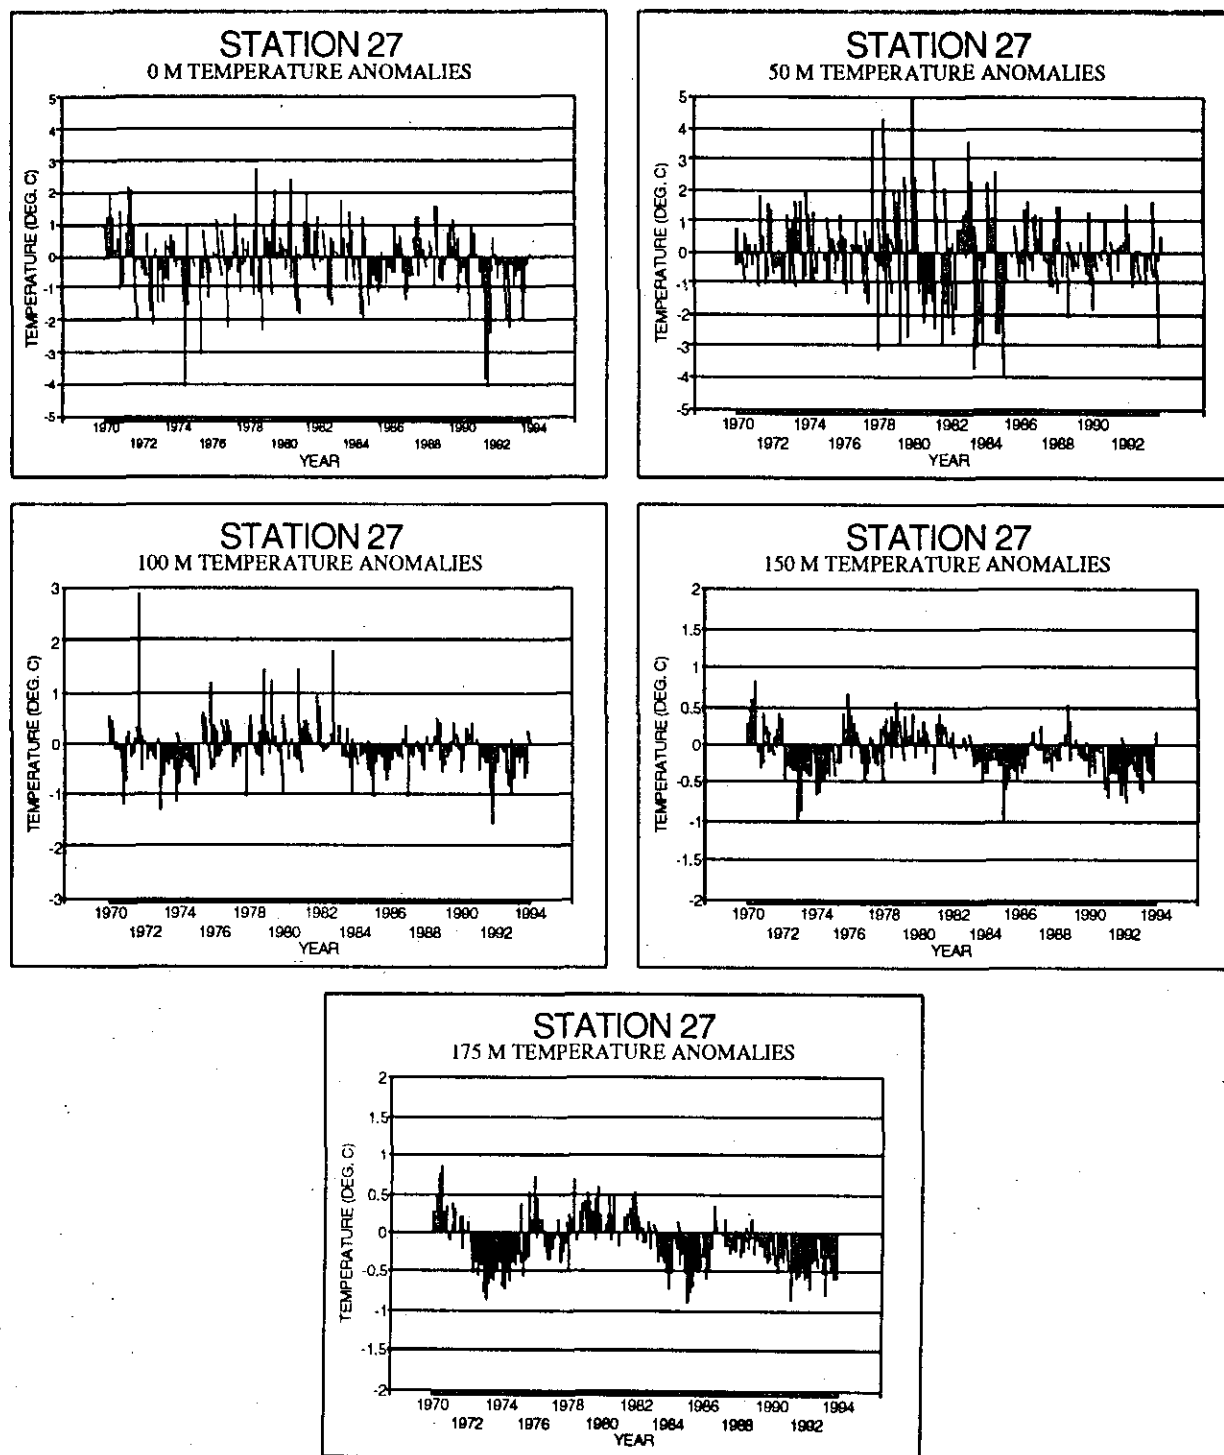 STATION 27
0 M TEMPERATURE ANOMALIES
TEMPERATURE (DEG. C)
5
4
3
2
1
0
-1
-2
-3
-4
-5
1970 1974 1978 1982 1986 1990 1994
1972 1976 1980 1984 1988 1992
YEAR
STATION 27
50 M TEMPERATURE ANOMALIES
TEMPERATURE (DEG. C)
5
4
3
2
1
0
-1
-2
-3
-4
-5
1970 1974 1978 1982 1986 1990
1972 1976 1980 1984 1988 1992
YEAR
STATION 27
100 M TEMPERATURE ANOMALIES
TEMPERATURE (DEG. C)
3
2
1
0
-1
-2
-3
1970 1974 1978 1982 1986 1990 1994
1972 1976 1980 1984 1988 1992
YEAR
STATION 27
150 M TEMPERATURE ANOMALIES
TEMPERATURE (DEG. C)
2
1.5
1
0.5
0
-0.5
-1
-1.5
-2
1970 1974 1978 1982 1986 1990 1994
1972 1976 1980 1984 1988 1992
YEAR
STATION 27
175 M TEMPERATURE ANOMALIES
TEMPERATURE (DEG. C)
2
1.5
1
0.5
0
-0.5
-1
-1.5
-2
1970 1974 1978 1982 1986 1990 1994
1972 1976 1980 1984 1988 1992
YEAR